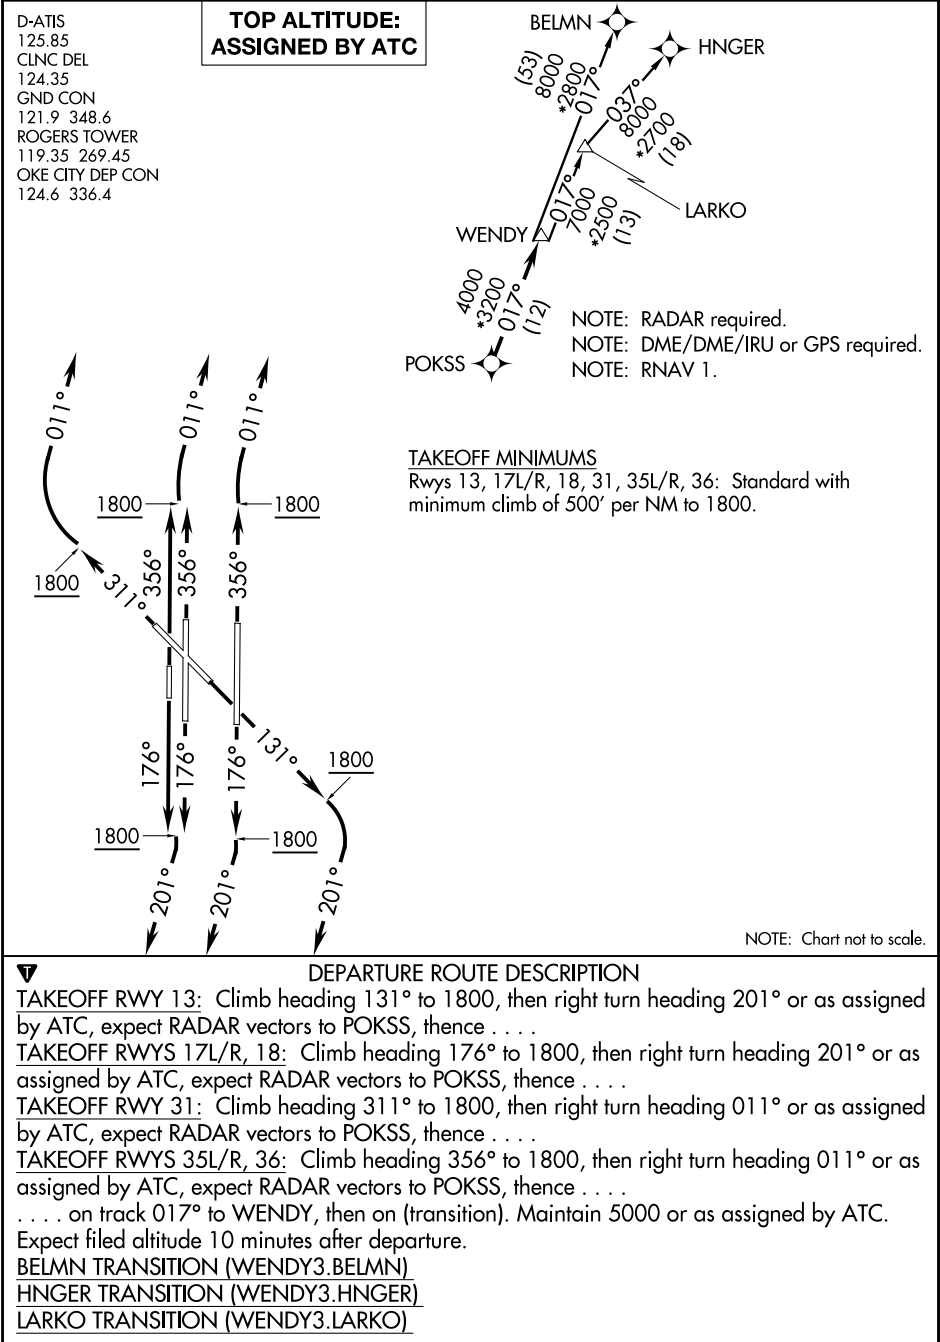 D-ATIS
125.85
CLNC DEL
124.35
GND CON
121.9 348.6
ROGERS TOWER
119.35 269.45
OKE CITY DEP CON
124.6 336.4
TOP ALTITUDE:
ASSIGNED BY ATC
BELMN
HNGER
(53)
8000
*2800
017°
037°
8000
*2700
(18)
LARKO
017°
7000
*2500
(13)
WENDY
4000
*3200
017°
(12)
POKSS
NOTE: RADAR required.
NOTE: DME/DME/IRU or GPS required.
NOTE: RNAV 1.
TAKEOFF MINIMUMS
Rwys 13, 17L/R, 18, 31, 35L/R, 36: Standard with
minimum climb of 500' per NM to 1800.
011°
011°
011°
1800
1800
1800
311°
356°
356°
356°
176°
176°
176°
131°
1800
1800
1800
201°
201°
201°
NOTE: Chart not to scale.
T
DEPARTURE ROUTE DESCRIPTION
TAKEOFF RWY 13: Climb heading 131° to 1800, then right turn heading 201° or as assigned
by ATC, expect RADAR vectors to POKSS, thence . . . .
TAKEOFF RWYS 17L/R, 18: Climb heading 176° to 1800, then right turn heading 201° or as
assigned by ATC, expect RADAR vectors to POKSS, thence . . . .
TAKEOFF RWY 31: Climb heading 311° to 1800, then right turn heading 011° or as assigned
by ATC, expect RADAR vectors to POKSS, thence . . . .
TAKEOFF RWYS 35L/R, 36: Climb heading 356° to 1800, then right turn heading 011° or as
assigned by ATC, expect RADAR vectors to POKSS, thence . . . .
. . . . on track 017° to WENDY, then on (transition). Maintain 5000 or as assigned by ATC.
Expect filed altitude 10 minutes after departure.
BELMN TRANSITION (WENDY3.BELMN)
HNGER TRANSITION (WENDY3.HNGER)
LARKO TRANSITION (WENDY3.LARKO)